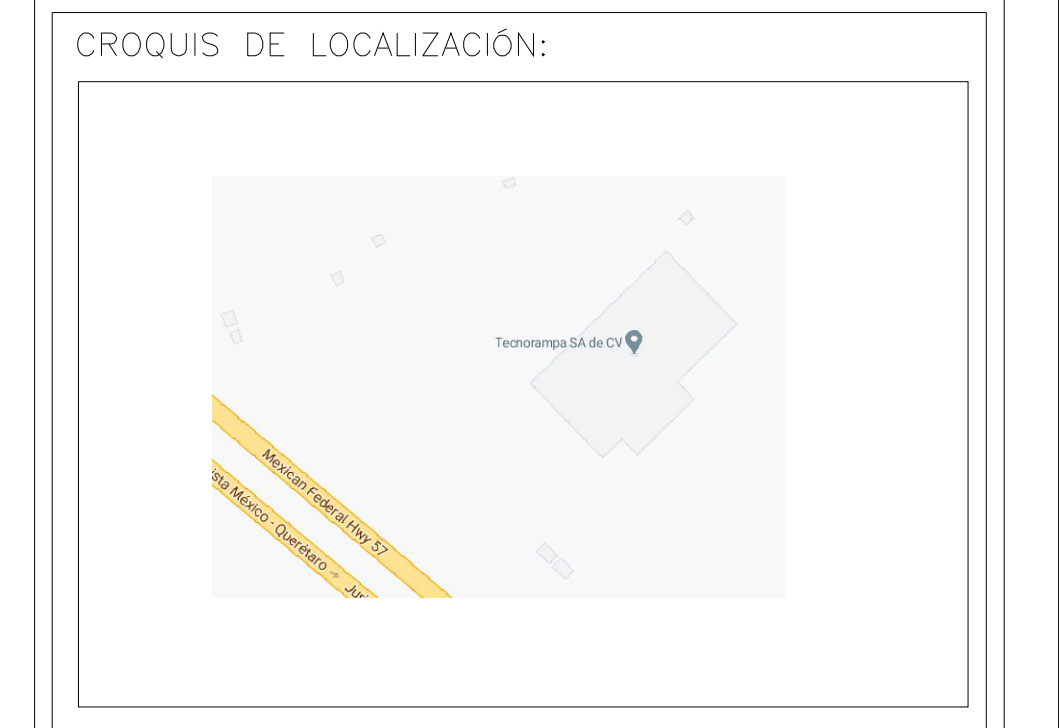 CROQUIS DE LOCALIZACIÓN:
Tecnorampa SA de CV
Mexican Federal Hwy 57
ista México - Querétaro